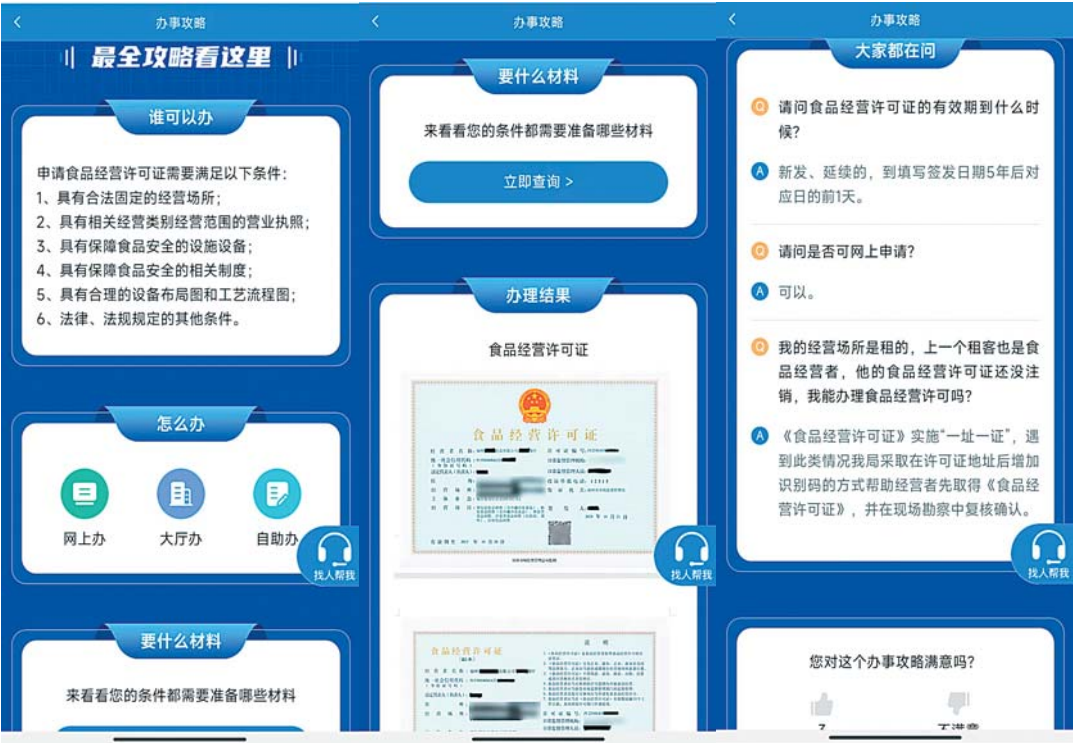 办事攻略
最全攻略看这里
谁可以办
申请食品经营许可证需要满足以下条件：
1、具有合法固定的经营场所；
2、具有相关经营类别经营范围的营业执照；
3、具有保障食品安全的设施设备；
4、具有保障食品安全的相关制度；
5、具有合理的设备布局图和工艺流程图；
6、法律、法规规定的其他条件。
怎么办
网上办
大厅办
自助办
找人帮我
要什么材料
来看看您的条件都需要准备哪些材料
办事攻略
要什么材料
来看看您的条件都需要准备哪些材料
立即查询 >
办理结果
食品经营许可证
食品经营许可证
找人帮我
食品经营许可证
说 明
办事攻略
大家都在问
Q 请问食品经营许可证的有效期到什么时
候？
A 新发、延续的，到填写签发日期5年后对
应日的前1天。
Q 请问是否可网上申请？
A 可以。
Q 我的经营场所是租的，上一个租客也是食
品经营者，他的食品经营许可证还没注
销，我能办理食品经营许可吗？
A 《食品经营许可证》实施“一址一证”，遇
到此类情况我局采取在许可证地址后增加
识别码的方式帮助经营者先取得《食品经
营许可证》，并在现场勘察中复核确认。
找人帮我
您对这个办事攻略满意吗？
不满意